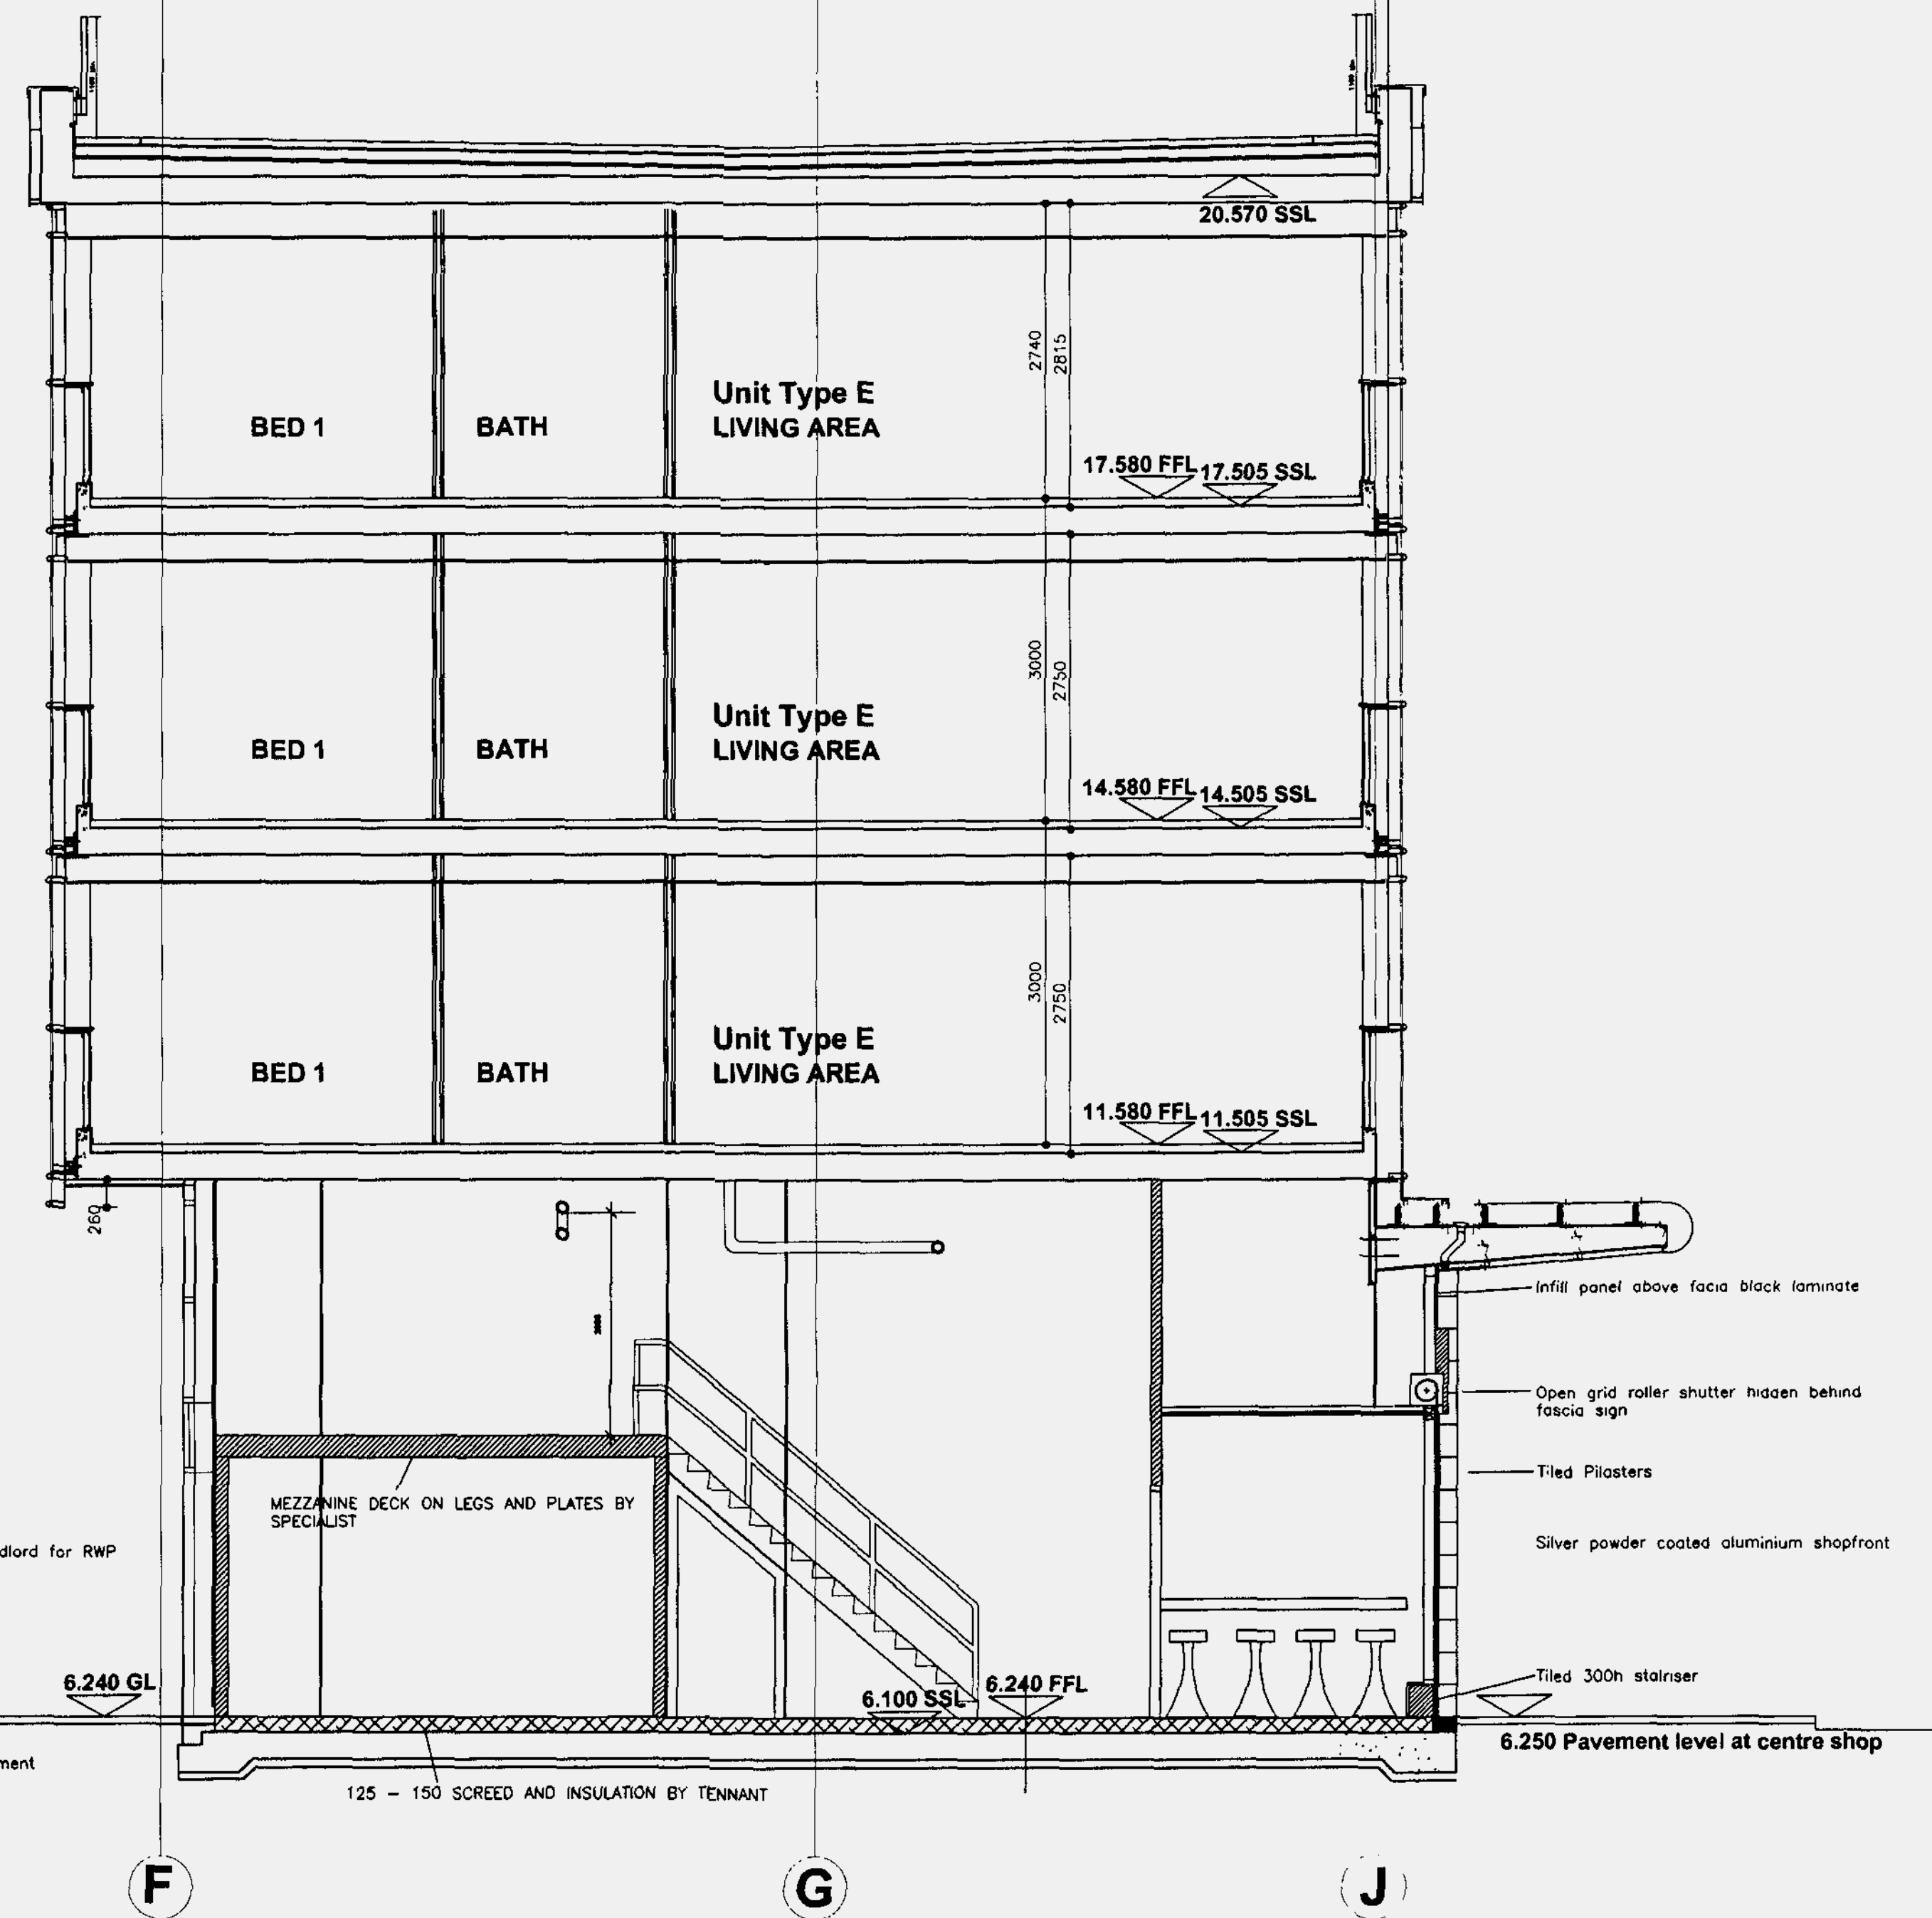 20.570 SSL
2740
2815
Unit Type E
BED 1 BATH LIVING AREA
17.580 FFL 17.505 SSL
3000
2750
Unit Type E
BED 1 BATH LIVING AREA
14.580 FFL 14.505 SSL
3000
2750
Unit Type E
BED 1 BATH LIVING AREA
11.580 FFL 11.505 SSL
260
Infill panel above facia black laminate
Open grid roller shutter hidden behind
fascia sign
Tiled Pilasters
MEZZANINE DECK ON LEGS AND PLATES BY
SPECIALIST
dlord for RWP
Silver powder coated aluminium shopfront
Tiled 300h stalriser
6.240 GL
6.100 SSL
6.240 FFL
6.250 Pavement level at centre shop
ment
125 - 150 SCREED AND INSULATION BY TENNANT
F
G
J